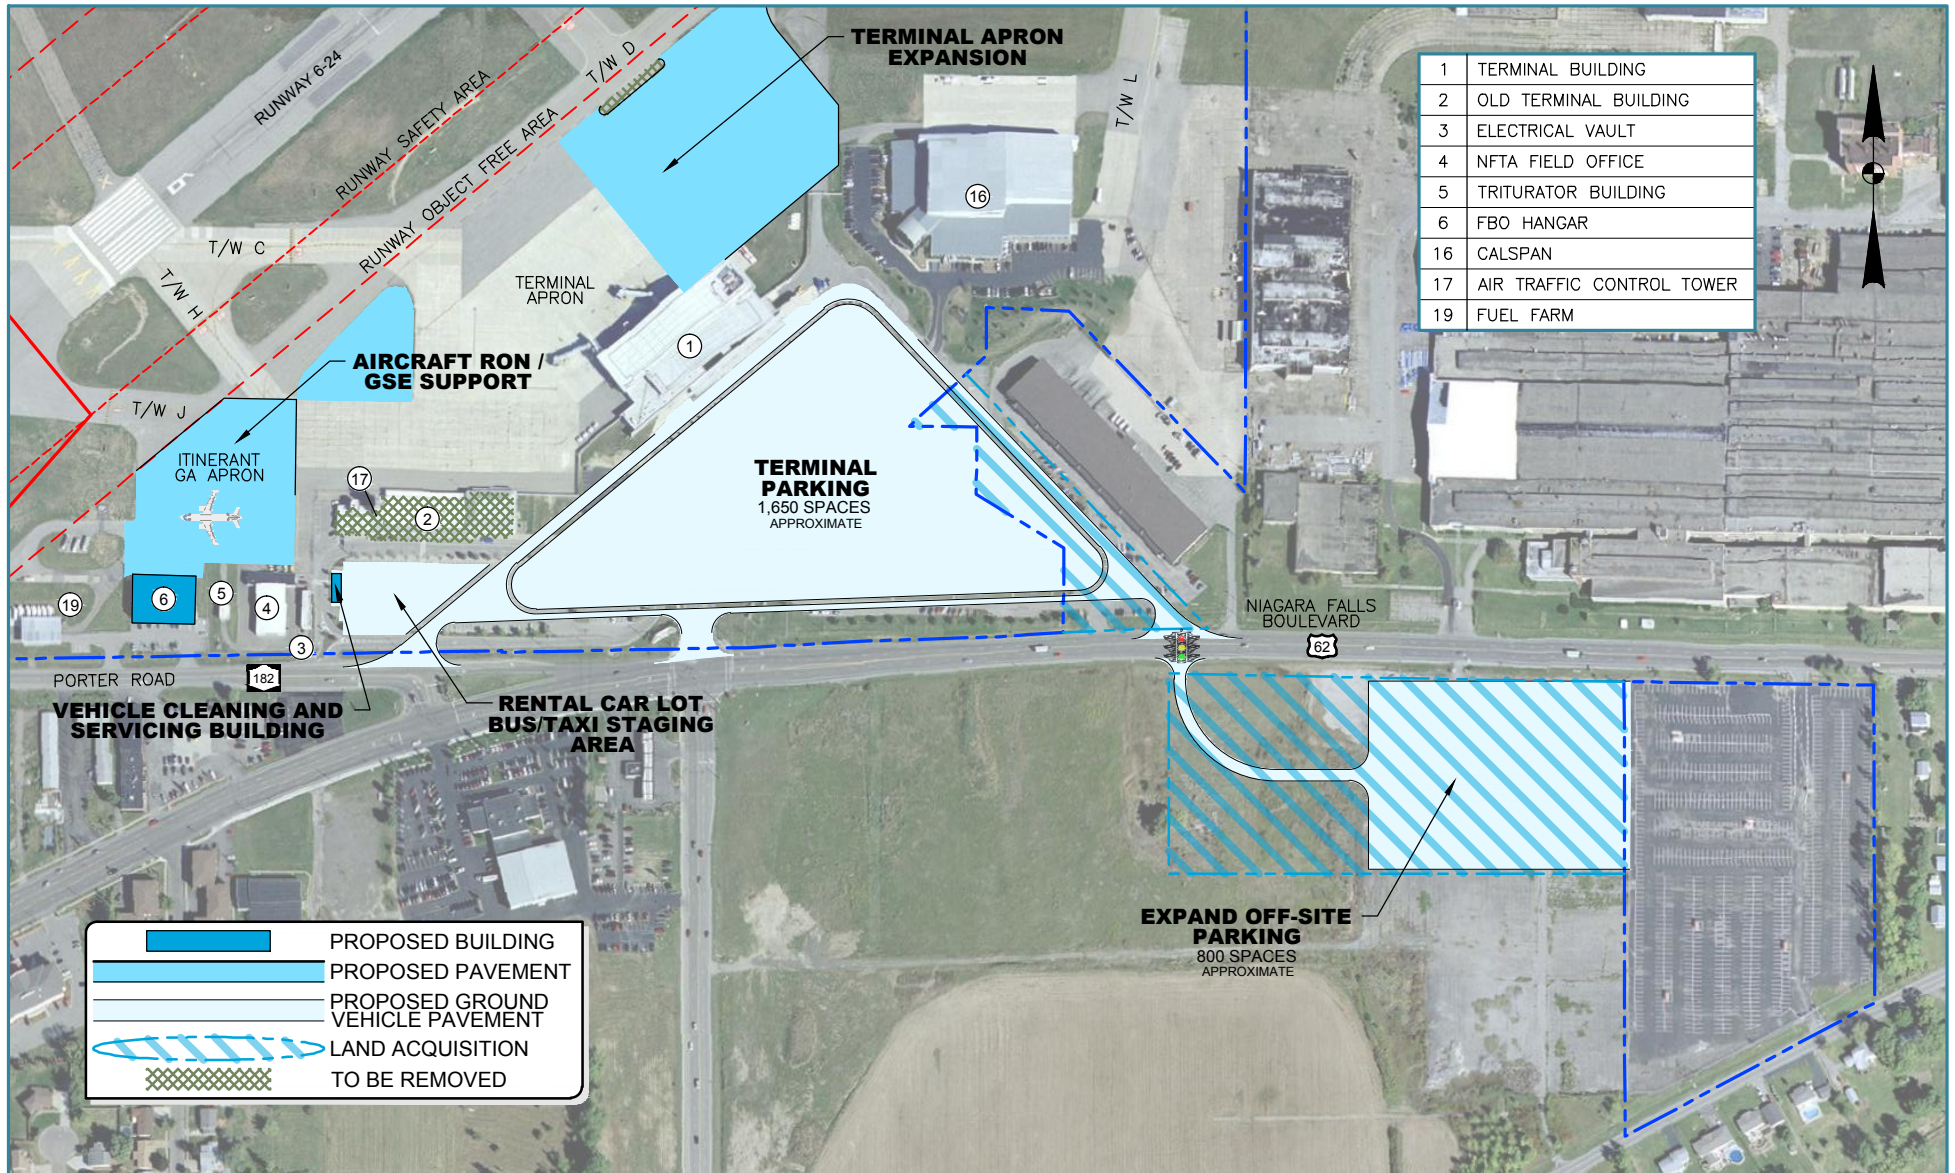 TERMINAL APRON
EXPANSION
T/W D
RUNWAY 6-24
RUNWAY SAFETY AREA
RUNWAY OBJECT FREE AREA
T/W L
1 TERMINAL BUILDING
2 OLD TERMINAL BUILDING
3 ELECTRICAL VAULT
4 NFTA FIELD OFFICE
5 TRITURATOR BUILDING
6 FBO HANGAR
16 CALSPAN
17 AIR TRAFFIC CONTROL TOWER
19 FUEL FARM
16
T/W C
T/W H
TERMINAL
APRON
1
AIRCRAFT RON /
GSE SUPPORT
T/W J
ITINERANT
GA APRON
17
2
TERMINAL
PARKING
1,650 SPACES
APPROXIMATE
19
6
5
4
3
NIAGARA FALLS
BOULEVARD
62
PORTER ROAD
182
VEHICLE CLEANING AND
SERVICING BUILDING
RENTAL CAR LOT
BUS/TAXI STAGING
AREA
EXPAND OFF-SITE
PARKING
800 SPACES
APPROXIMATE
PROPOSED BUILDING
PROPOSED PAVEMENT
PROPOSED GROUND
VEHICLE PAVEMENT
LAND ACQUISITION
TO BE REMOVED